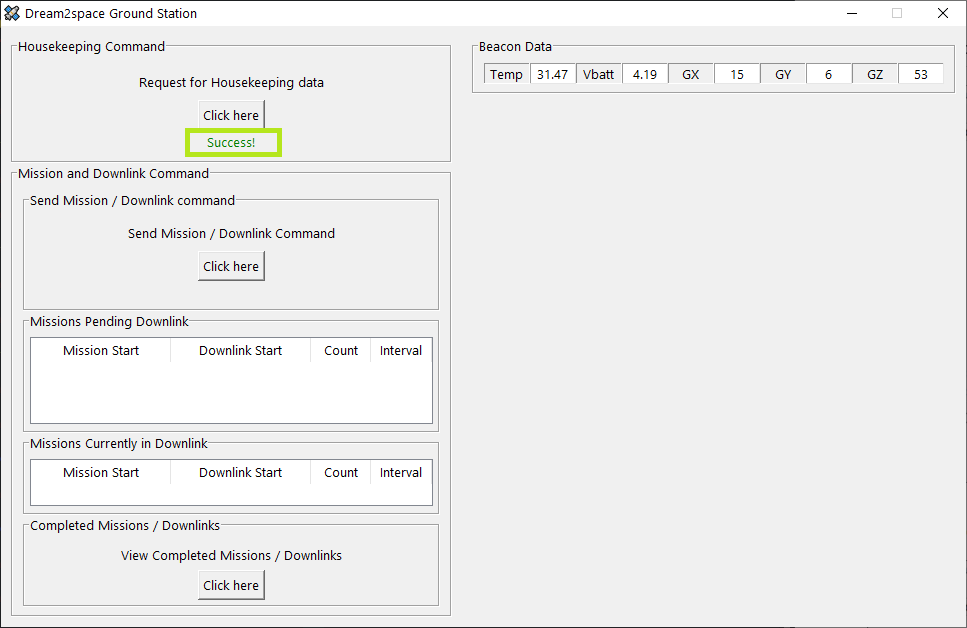 Dream2space Ground Station
Housekeeping Command
Request for Housekeeping data
Click here
Success!
Mission and Downlink Command
Send Mission / Downlink command
Send Mission / Downlink Command
Click here
Missions Pending Downlink
Mission Start Downlink Start Count Interval
Missions Currently in Downlink
Mission Start Downlink Start Count Interval
Completed Missions / Downlinks
View Completed Missions / Downlinks
Click here
Beacon Data
Temp 31.47 Vbatt 4.19 GX 15 GY 6 GZ 53